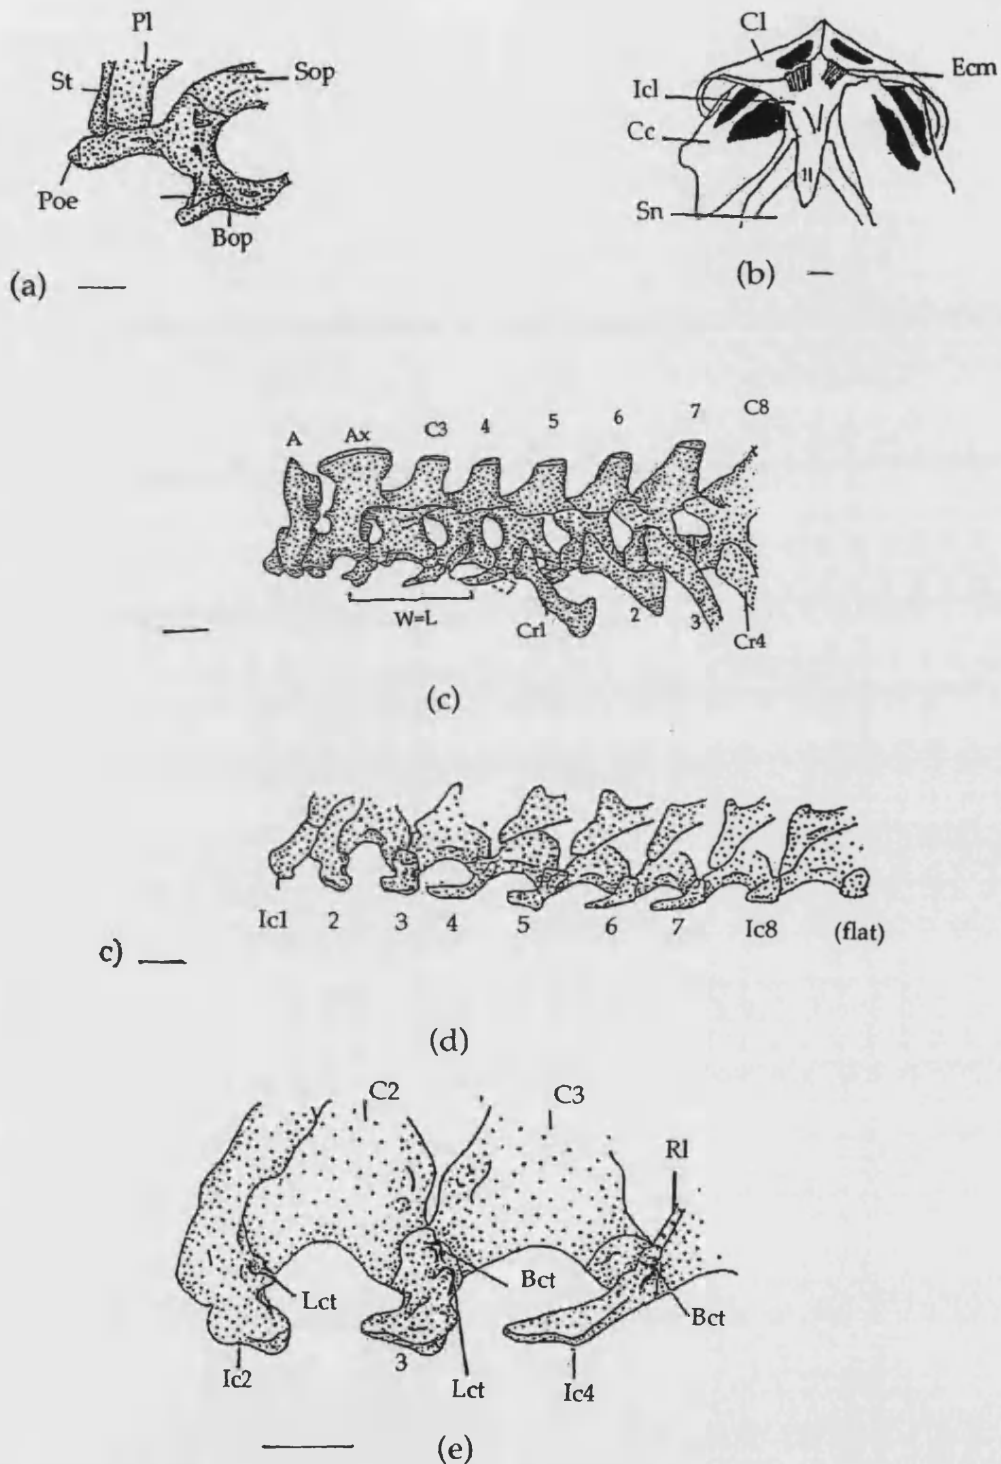 Pl
St
Sop
Poe
Bop
(a)
Cl
Ecm
Icl
Cc
11
Sn
(b)
A Ax C3 4 5 6 7 C8
W=L
Cr1 2 3 Cr4
(c)
Ic1 2 3 4 5 6 7 Ic8 (flat)
c)
(d)
C2 C3
Rl
Lct
Bct
Bct
Ic2
3
Lct
Ic4
(e)